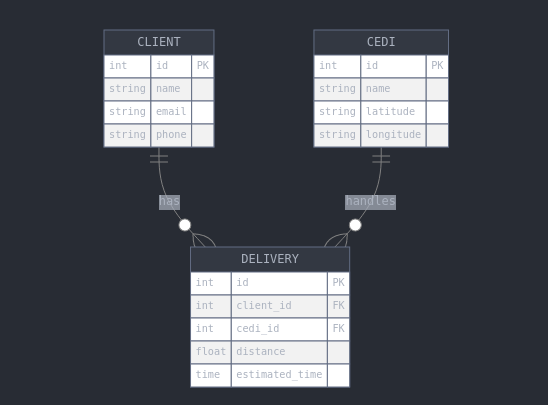 CLIENT
int id PK
string name
string email
string phone
CEDI
int id PK
string name
string latitude
string longitude
has
handles
DELIVERY
int id PK
int client_id FK
int cedi_id FK
float distance
time estimated_time